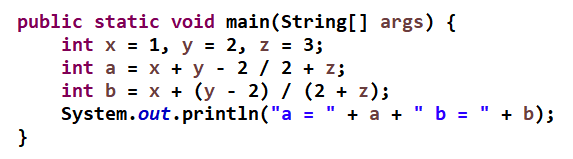 public static void main(String[] args) {
    int x = 1, y = 2, z = 3;
    int a = x + y - 2 / 2 + z;
    int b = x + (y - 2) / (2 + z);
    System.out.println("a = " + a + " b = " + b);
}